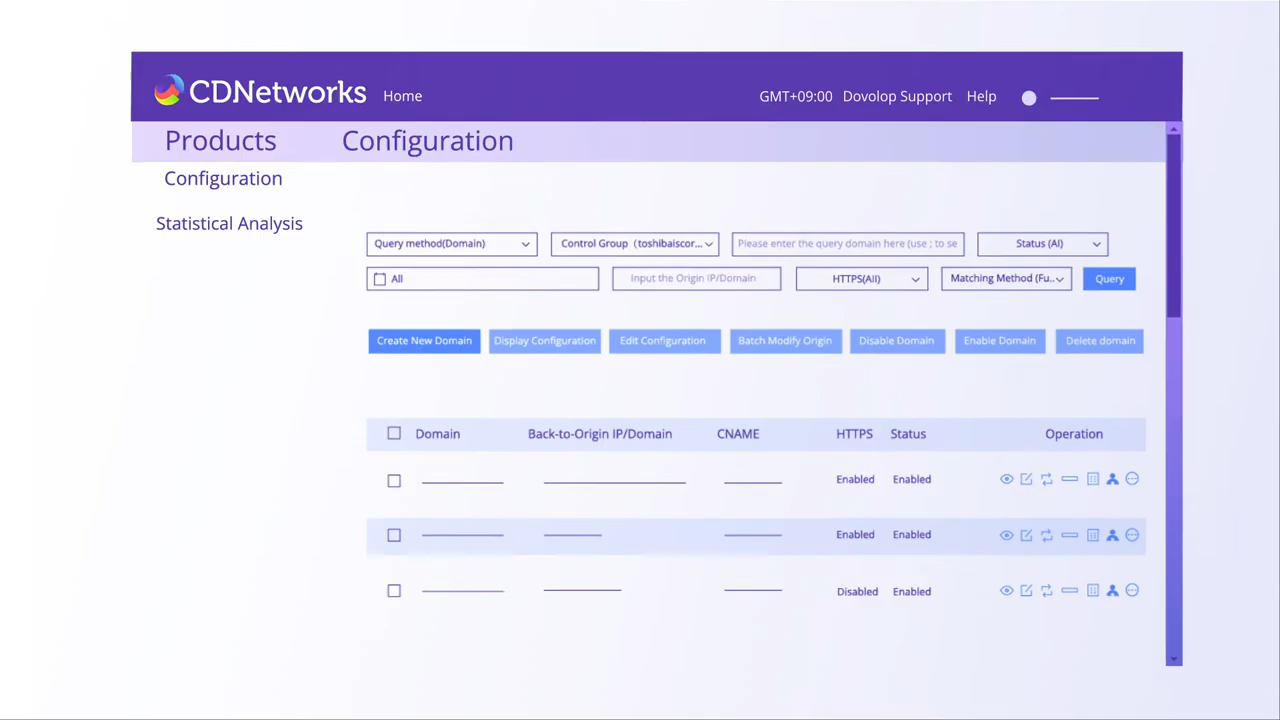 CDNetworks Home GMT+09:00 Dovolop Support Help
Products Configuration
Configuration
Statistical Analysis
Query method(Domain) Control Group（toshibaiscor... Please enter the query domain here (use ; to se Status (AI)
All Input the Origin IP/Domain HTTPS(All) Matching Method (Fu.. Query
Create New Domain Display Configuration Edit Configuration Batch Modify Origin Disable Domain Enable Domain Delete domain
Domain Back-to-Origin IP/Domain CNAME HTTPS Status Operation
Enabled Enabled
Enabled Enabled
Disabled Enabled